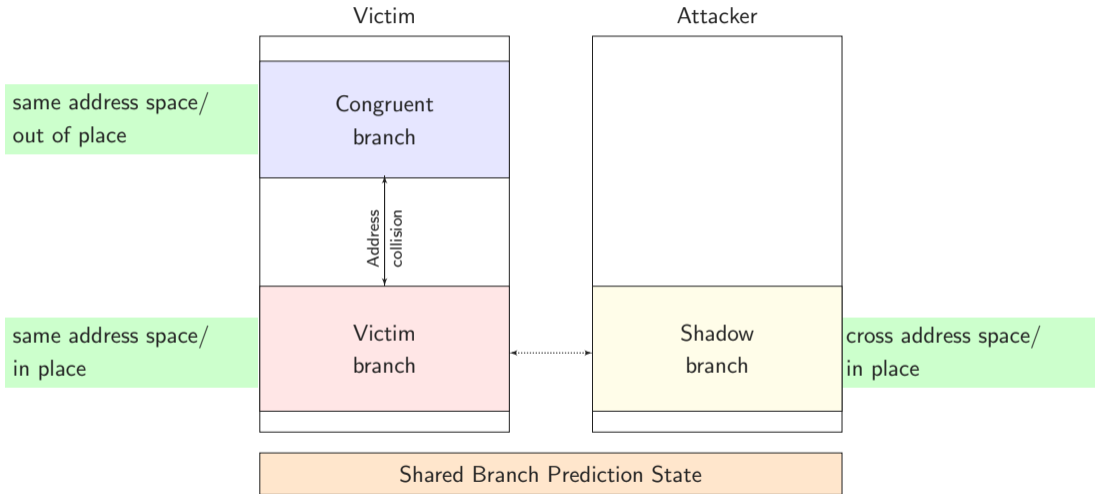 Victim
Attacker
same address space/
out of place
Congruent
branch
Address
collision
same address space/
in place
Victim
branch
Shadow
branch
cross address space/
in place
Shared Branch Prediction State